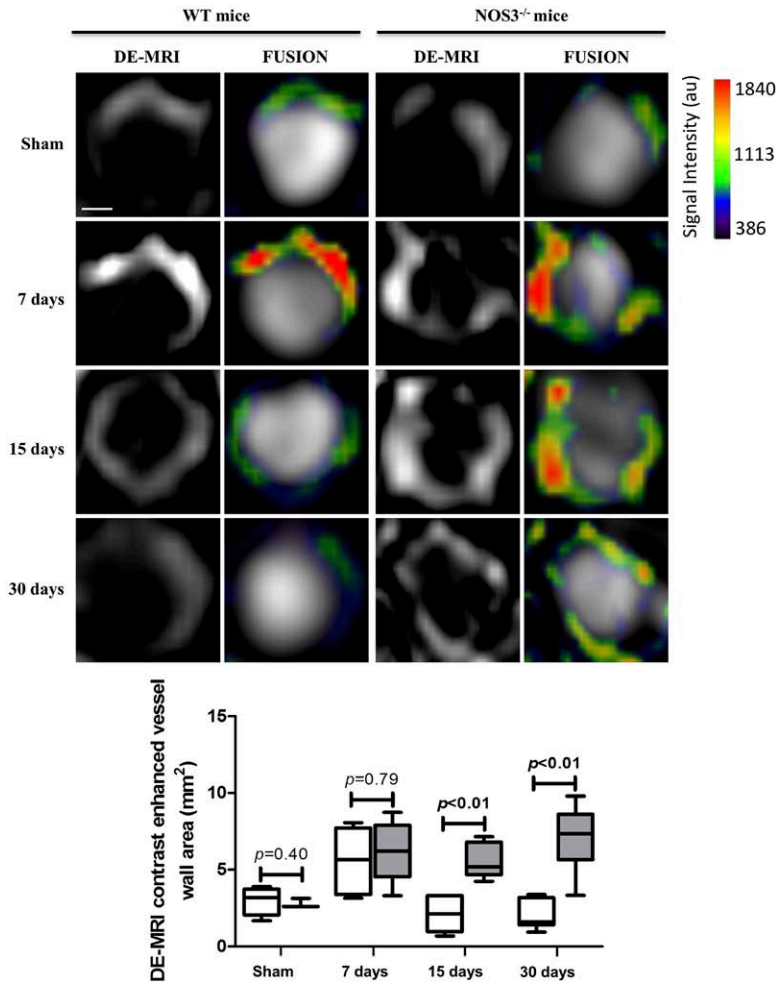 WT mice NOS3-/- mice
DE-MRI FUSION DE-MRI FUSION
Sham
7 days
15 days
30 days
Signal Intensity (au)
1840
1113
386
DE-MRI contrast enhanced vessel
wall area (mm²)
15
10
5
0
p=0.40
p=0.79
p<0.01
p<0.01
Sham 7 days 15 days 30 days